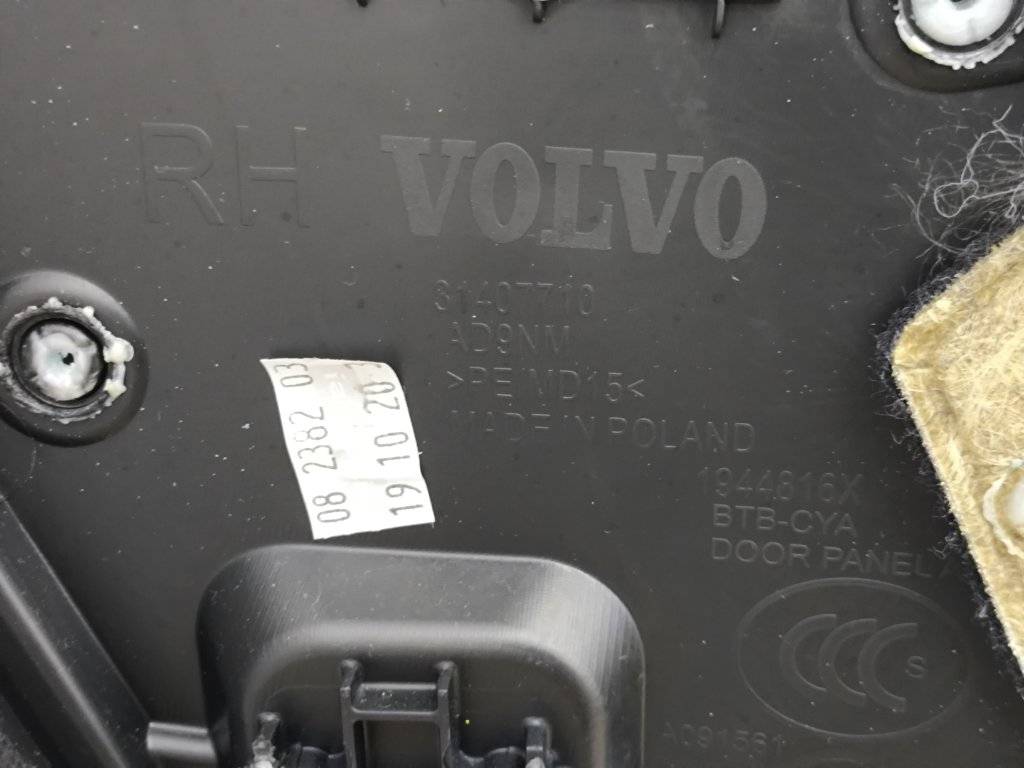 RH VOLVO
31407710
AD9NM
>PE MD15<
MADE IN POLAND
08 2382 03
19 10 20
1944816X
BTB-CYA
DOOR PANEL
CCC S
A091561